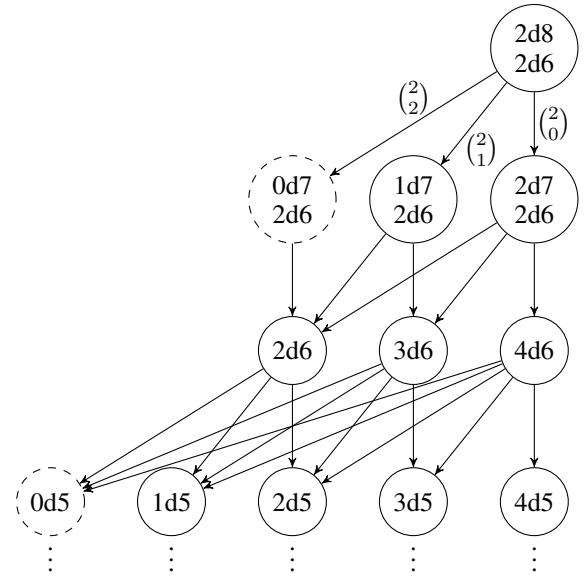 2d8
2d6
(2 2)
(2 1)
(2 0)
0d7
2d6
1d7
2d6
2d7
2d6
2d6
3d6
4d6
0d5
1d5
2d5
3d5
4d5
⋮ ⋮ ⋮ ⋮ ⋮